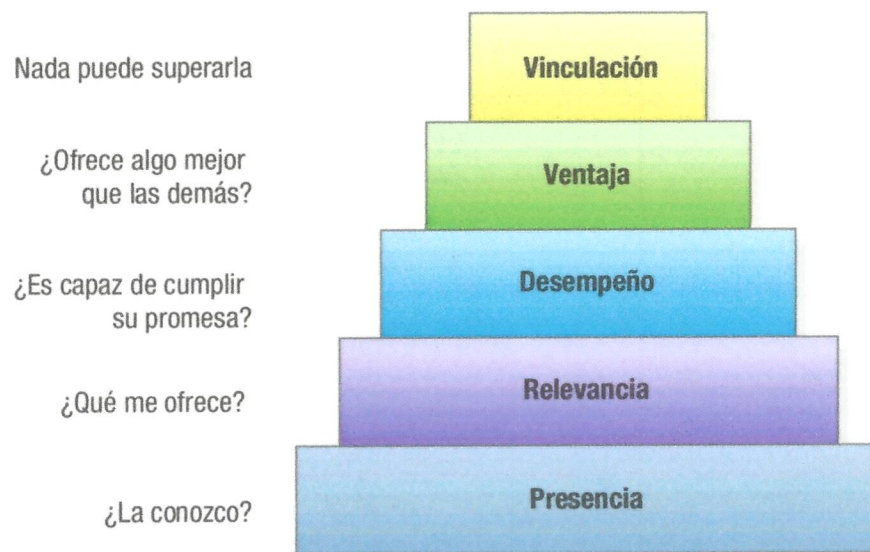 Nada puede superarla
Vinculación
¿Ofrece algo mejor
que las demás?
Ventaja
¿Es capaz de cumplir
su promesa?
Desempeño
¿Qué me ofrece?
Relevancia
¿La conozco?
Presencia